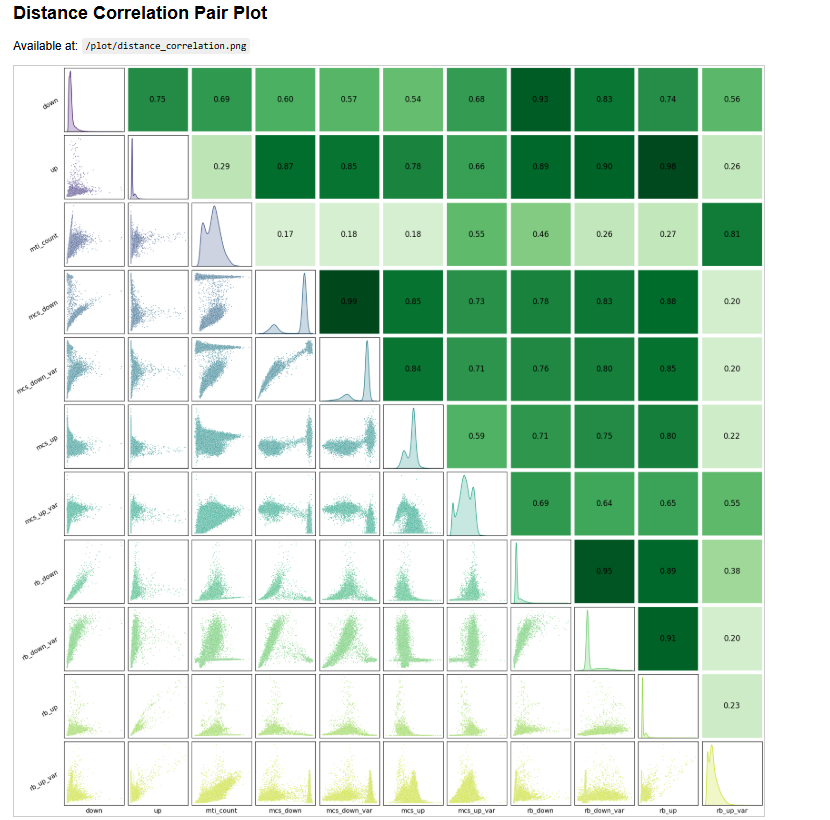 Distance Correlation Pair Plot
Available at: /plot/distance_correlation.png
down 0.75 0.69 0.60 0.57 0.54 0.68 0.93 0.83 0.74 0.56
up 0.29 0.87 0.85 0.78 0.66 0.89 0.90 0.98 0.26
mti_count 0.17 0.18 0.18 0.55 0.46 0.26 0.27 0.81
mcs_down 0.99 0.85 0.73 0.78 0.83 0.88 0.20
mcs_down_var 0.84 0.71 0.76 0.80 0.85 0.20
mcs_up 0.59 0.71 0.75 0.80 0.22
mcs_up_var 0.69 0.64 0.65 0.55
rb_down 0.95 0.89 0.38
rb_down_var 0.91 0.20
rb_up 0.23
rb_up_var
down up mti_count mcs_down mcs_down_var mcs_up mcs_up_var rb_down rb_down_var rb_up rb_up_var